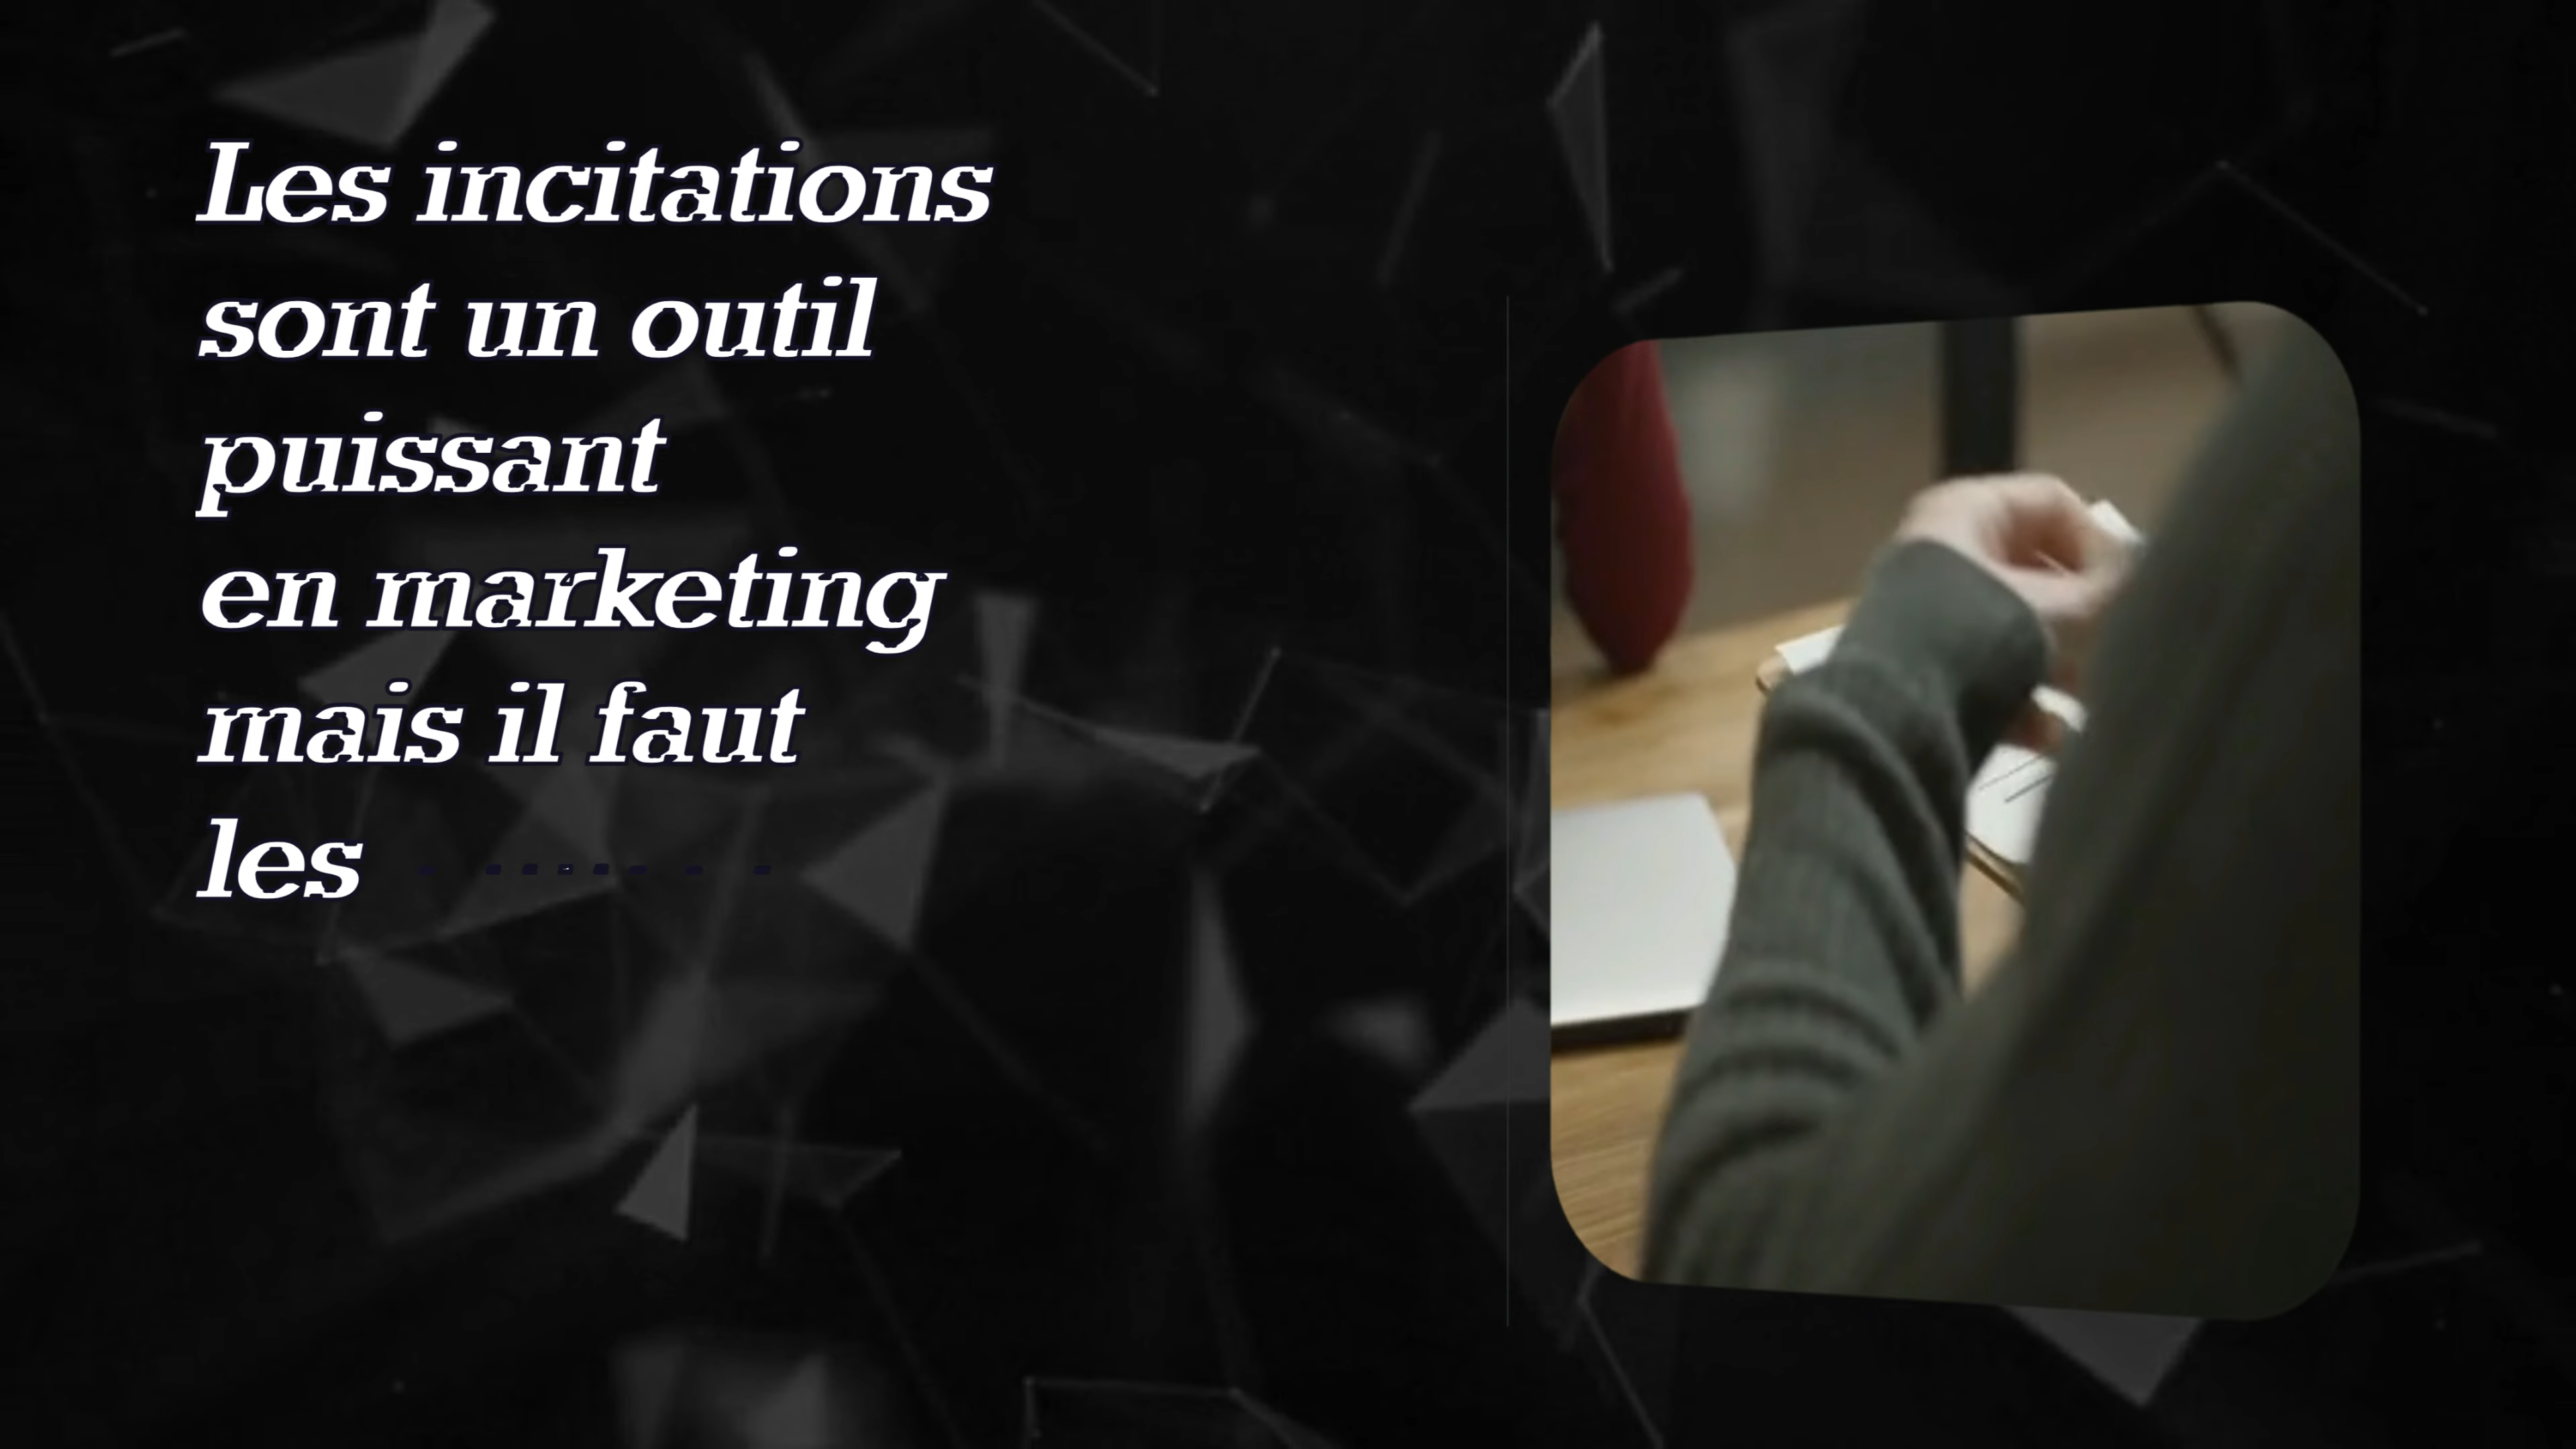 Les incitations
sont un outil
puissant
en marketing
mais il faut
les